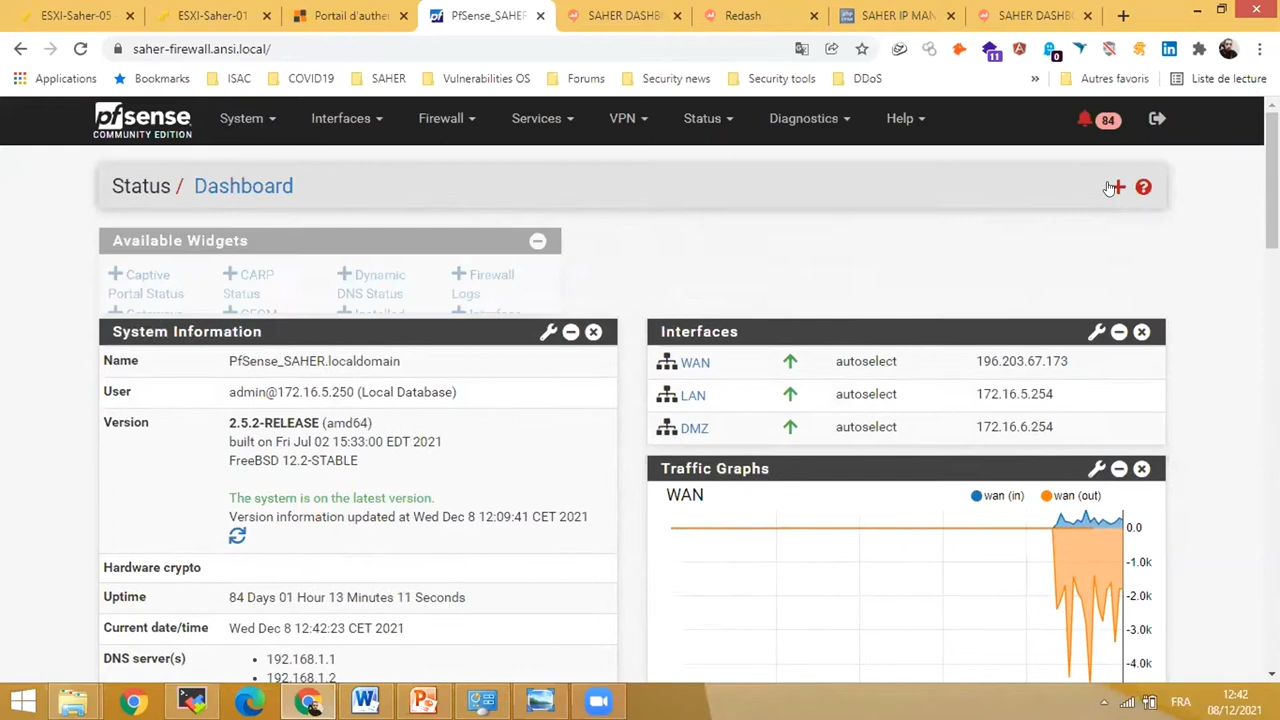 ESXI-Saher-05 -
ESXI-Saher-01
Portail d'authe
PfSense_SAHER
SAHER DASHB
Redash
SAHER IP MAN
SAHER DASHB
saher-firewall.ansi.local/
11
0
Applications
Bookmarks
ISAC
COVID19
SAHER
Vulnerabilities OS
Forums
Security news
Security tools
DDoS
»
Autres favoris
Liste de lecture
pfsense
COMMUNITY EDITION
System
Interfaces
Firewall
Services
VPN
Status
Diagnostics
Help
84
Status / Dashboard
Available Widgets
Captive Portal Status
CARP Status
Dynamic DNS Status
Firewall Logs
System Information
Name PfSense_SAHER.localdomain
User admin@172.16.5.250 (Local Database)
Version 2.5.2-RELEASE (amd64)
built on Fri Jul 02 15:33:00 EDT 2021
FreeBSD 12.2-STABLE
The system is on the latest version.
Version information updated at Wed Dec 8 12:09:41 CET 2021
Hardware crypto
Uptime 84 Days 01 Hour 13 Minutes 11 Seconds
Current date/time Wed Dec 8 12:42:23 CET 2021
DNS server(s) • 192.168.1.1
• 192.168.1.2
Interfaces
WAN autoselect 196.203.67.173
LAN autoselect 172.16.5.254
DMZ autoselect 172.16.6.254
Traffic Graphs
WAN
wan (in) wan (out)
0.0
-1.0k
-2.0k
-3.0k
-4.0k
FR
12:42
08/12/2021